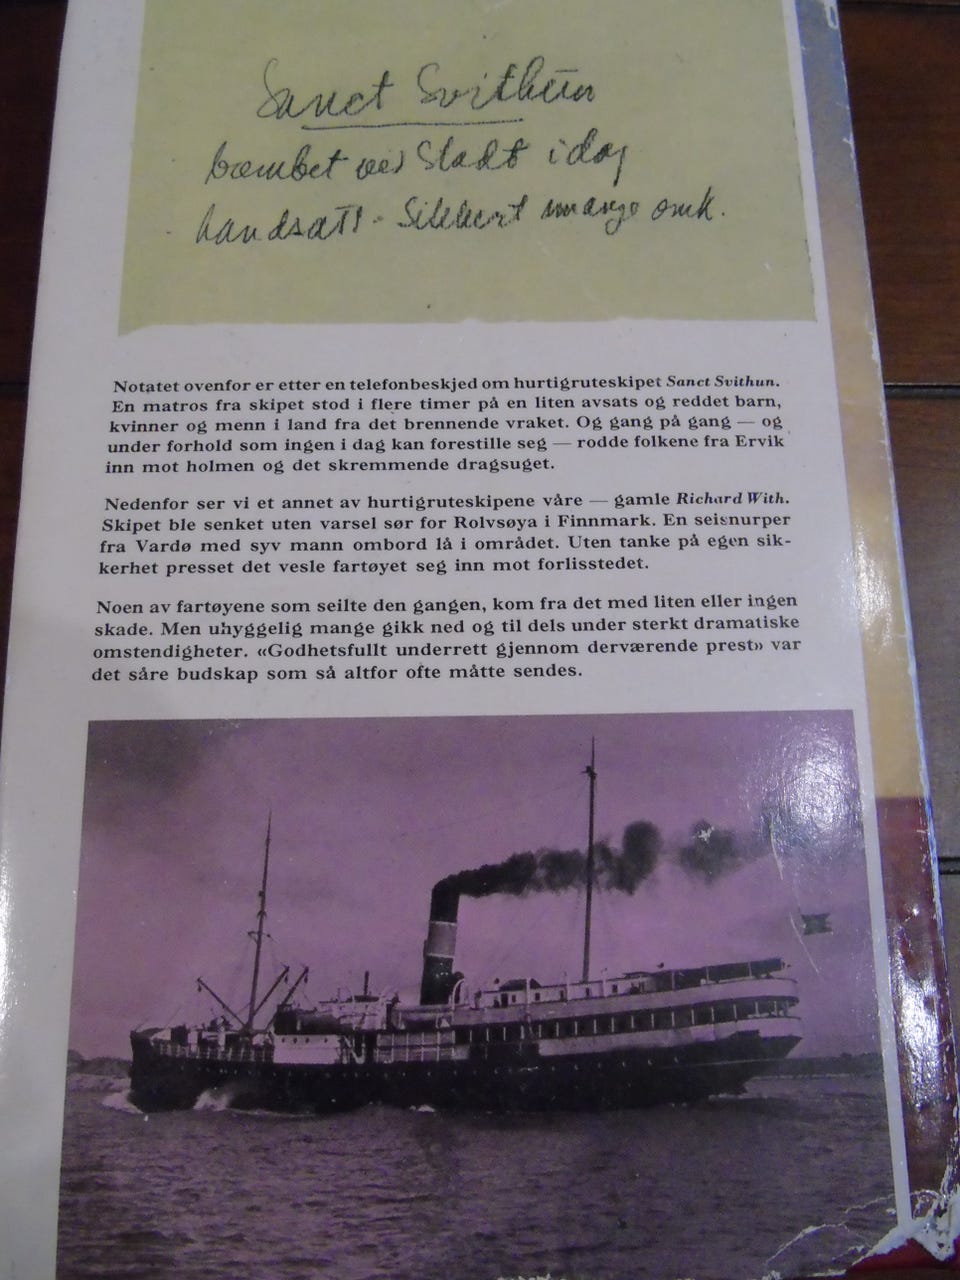 Sanct Svithun
bombet ved Stadt idag
landsatt. Sikkert mange omk.
Notatet ovenfor er etter en telefonbeskjed om hurtigruteskipet Sanct Svithun.
En matros fra skipet stod i flere timer på en liten avsats og reddet barn,
kvinner og menn i land fra det brennende vraket. Og gang på gang — og
under forhold som ingen i dag kan forestille seg — rodde folkene fra Ervik
inn mot holmen og det skremmende dragsuget.
Nedenfor ser vi et annet av hurtigruteskipene våre — gamle Richard With.
Skipet ble senket uten varsel sør for Rolvsøya i Finnmark. En seisnurper
fra Vardø med syv mann ombord lå i området. Uten tanke på egen sik-
kerhet presset det vesle fartøyet seg inn mot forlisstedet.
Noen av fartøyene som seilte den gangen, kom fra det med liten eller ingen
skade. Men uhyggelig mange gikk ned og til dels under sterkt dramatiske
omstendigheter. «Godhetsfullt underrett gjennom derværende prest» var
det såre budskap som så altfor ofte måtte sendes.